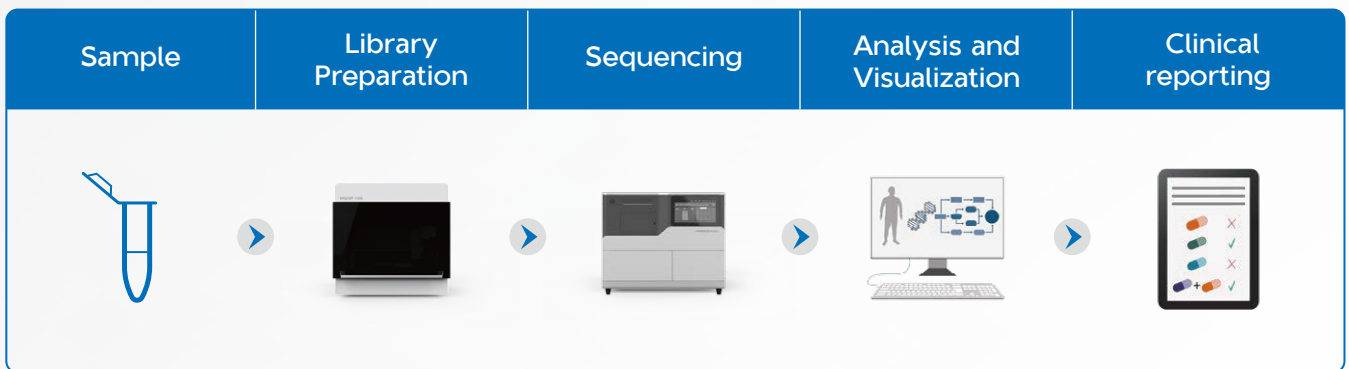 Sample
Library
Preparation
Sequencing
Analysis and
Visualization
Clinical
reporting